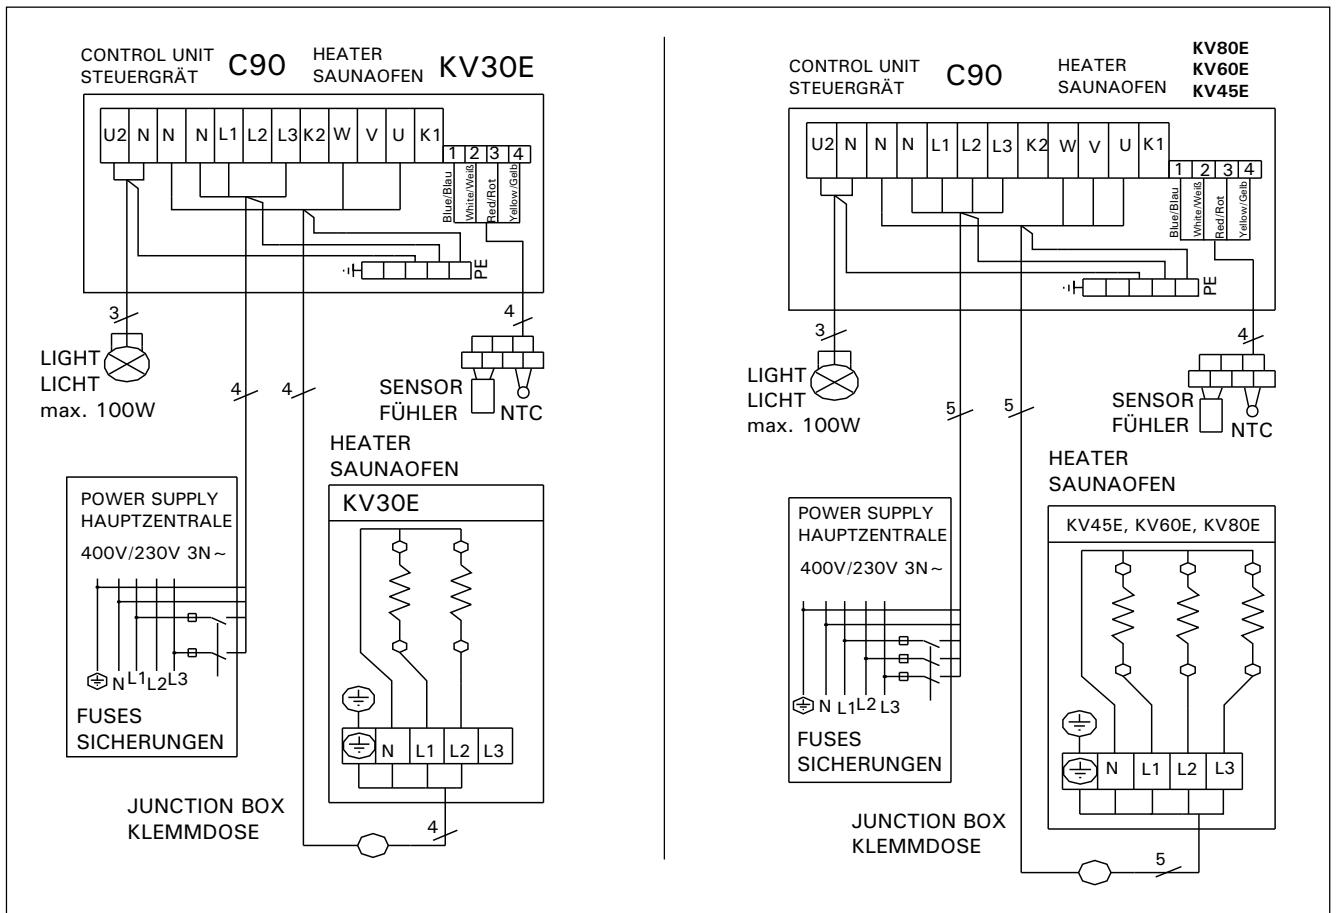 CONTROL UNIT
STEUERGRÄT
C90
HEATER
SAUNAOFEN
KV30E
U2 N N N L1 L2 L3 K2 W V U K1
1 2 3 4
Blue/Blau
White/Weiß
Red/Rot
Yellow/Gelb
PE
3
4
LIGHT
LICHT
max. 100W
4 4
SENSOR
FÜHLER
NTC
HEATER
SAUNAOFEN
KV30E
POWER SUPPLY
HAUPTZENTRALE
400V/230V 3N~
N L1 L2 L3
FUSES
SICHERUNGEN
N L1 L2 L3
JUNCTION BOX
KLEMMDOSE
4
CONTROL UNIT
STEUERGRÄT
C90
HEATER
SAUNAOFEN
KV80E
KV60E
KV45E
U2 N N N L1 L2 L3 K2 W V U K1
1 2 3 4
Blue/Blau
White/Weiß
Red/Rot
Yellow/Gelb
PE
3
4
LIGHT
LICHT
max. 100W
5 5
SENSOR
FÜHLER
NTC
HEATER
SAUNAOFEN
KV45E, KV60E, KV80E
POWER SUPPLY
HAUPTZENTRALE
400V/230V 3N~
N L1 L2 L3
FUSES
SICHERUNGEN
N L1 L2 L3
JUNCTION BOX
KLEMMDOSE
5